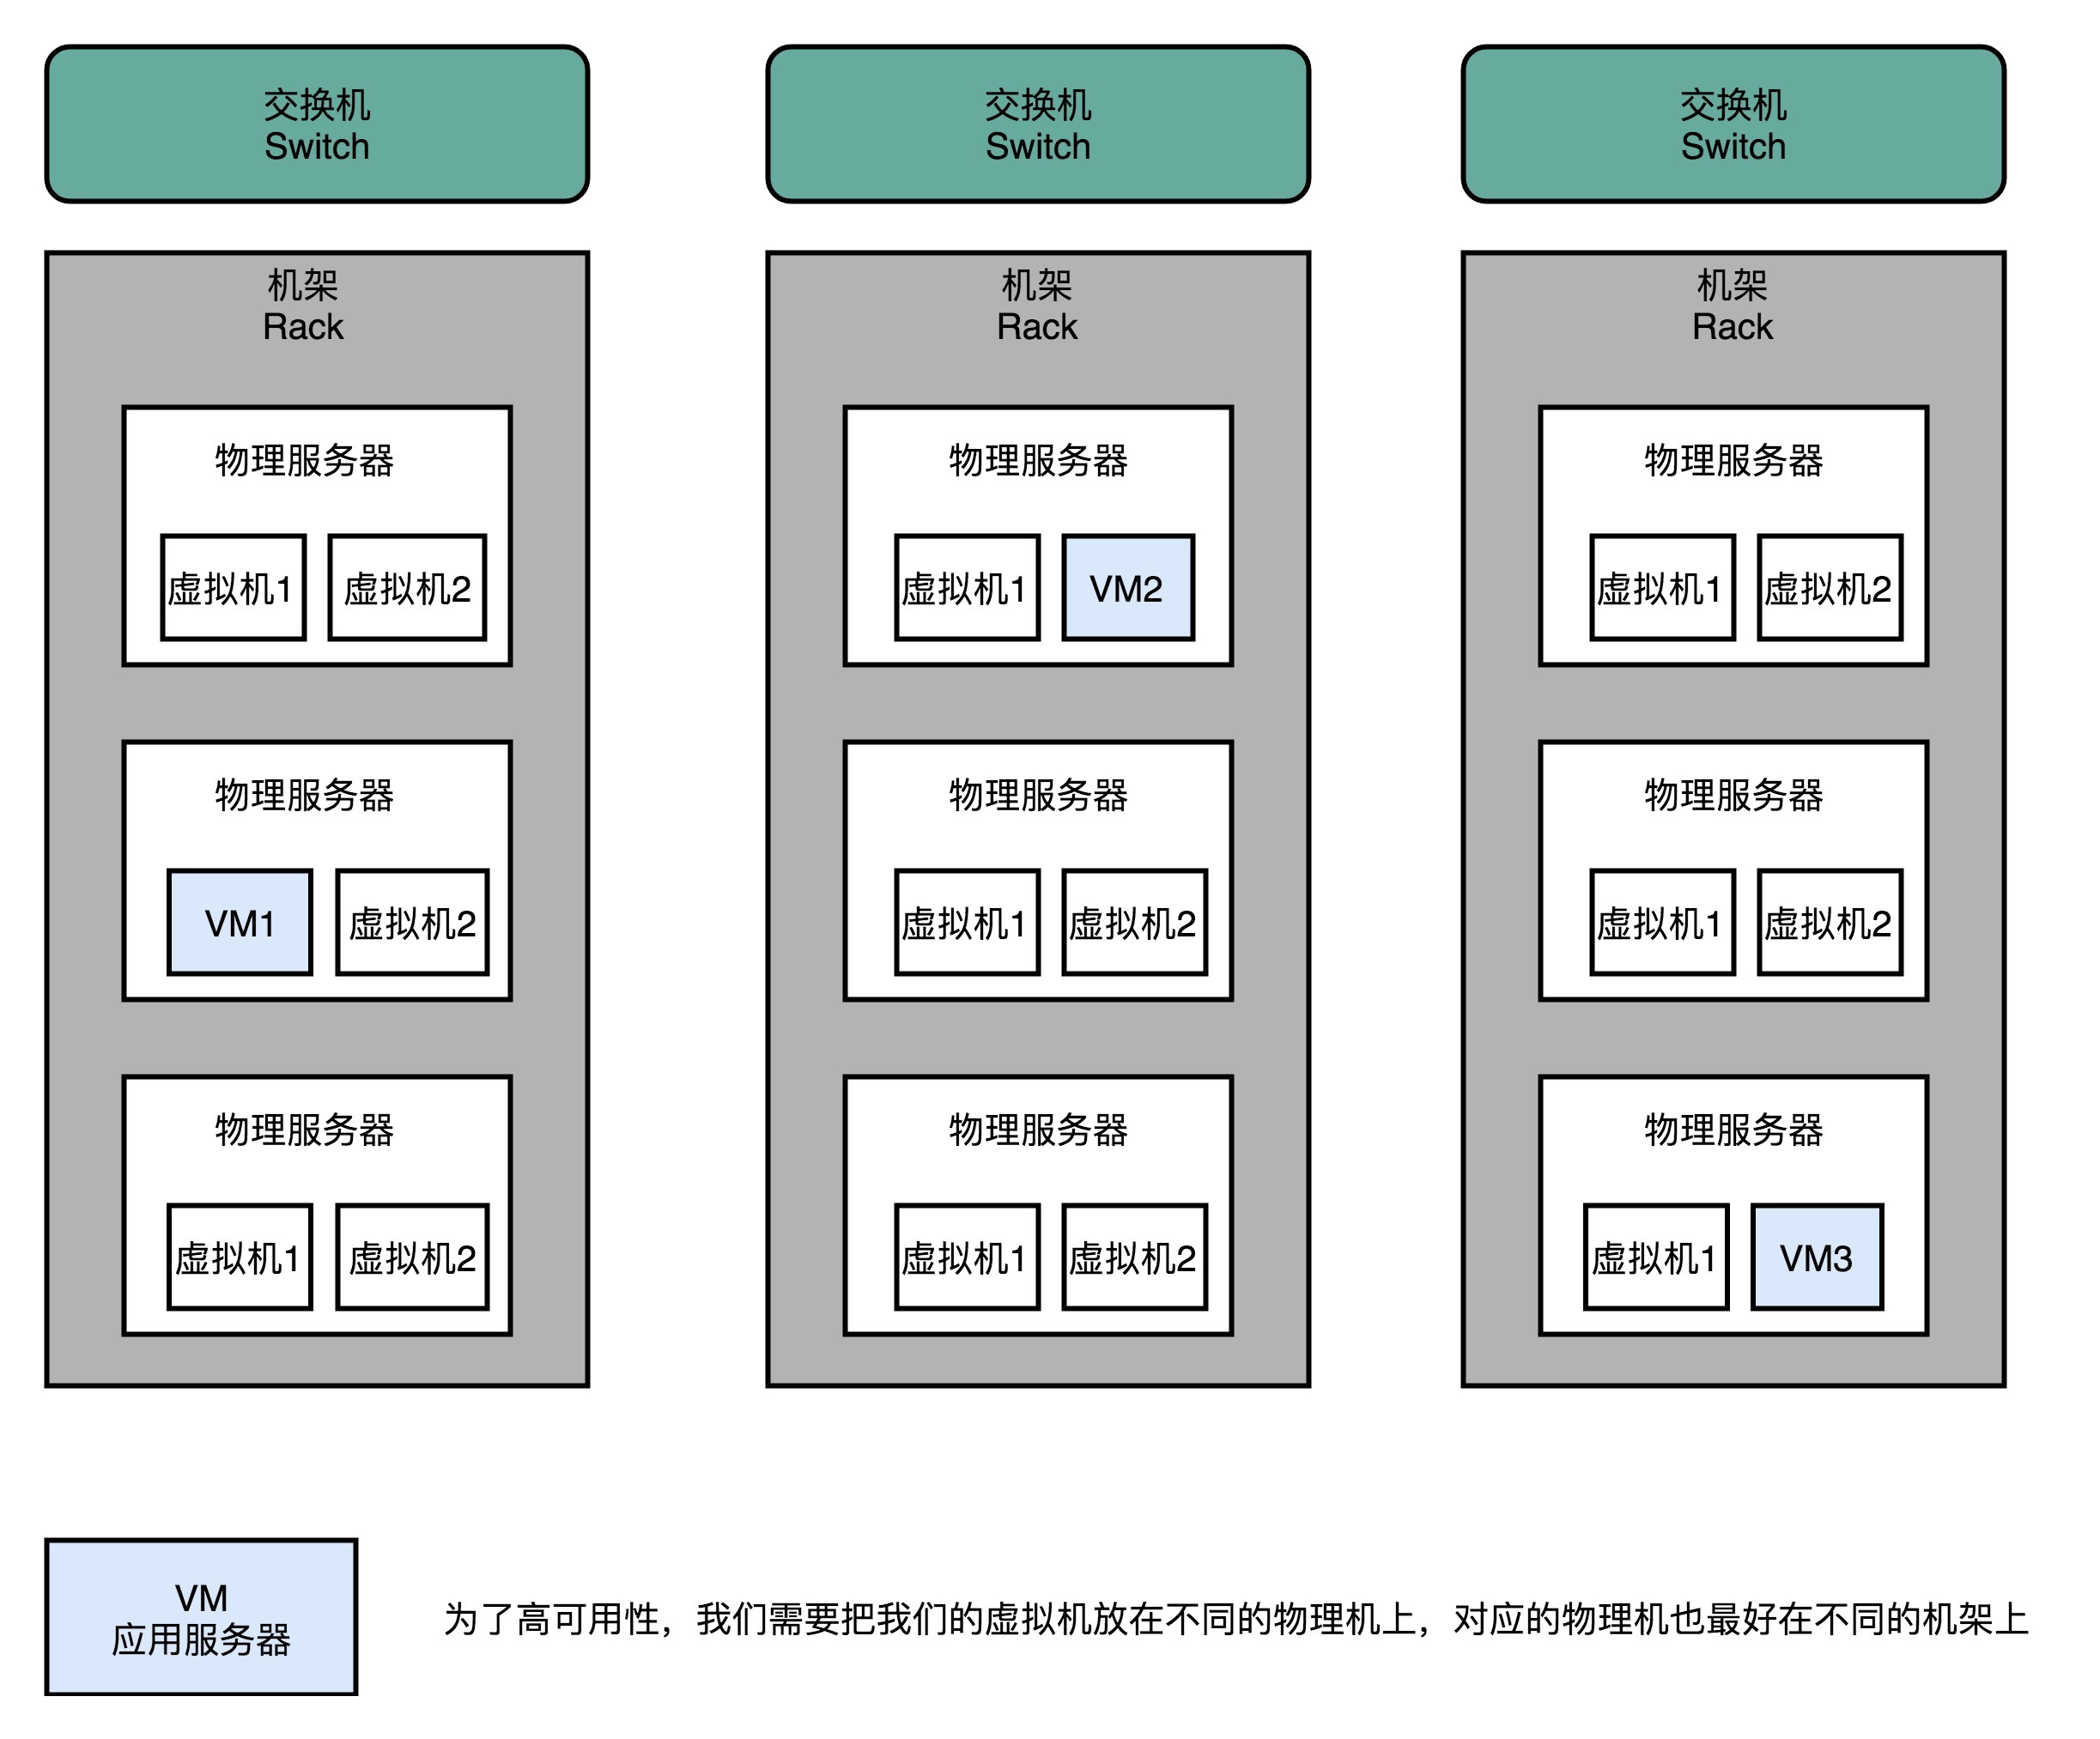 交换机
Switch
交换机
Switch
交换机
Switch
机架
Rack
机架
Rack
机架
Rack
物理服务器
虚拟机1
虚拟机2
物理服务器
虚拟机1
VM2
物理服务器
虚拟机1
虚拟机2
物理服务器
VM1
虚拟机2
物理服务器
虚拟机1
虚拟机2
物理服务器
虚拟机1
虚拟机2
物理服务器
虚拟机1
虚拟机2
物理服务器
虚拟机1
虚拟机2
物理服务器
虚拟机1
VM3
VM
应用服务器
为了高可用性，我们需要把我们的虚拟机放在不同的物理机上，对应的物理机也最好在不同的机架上